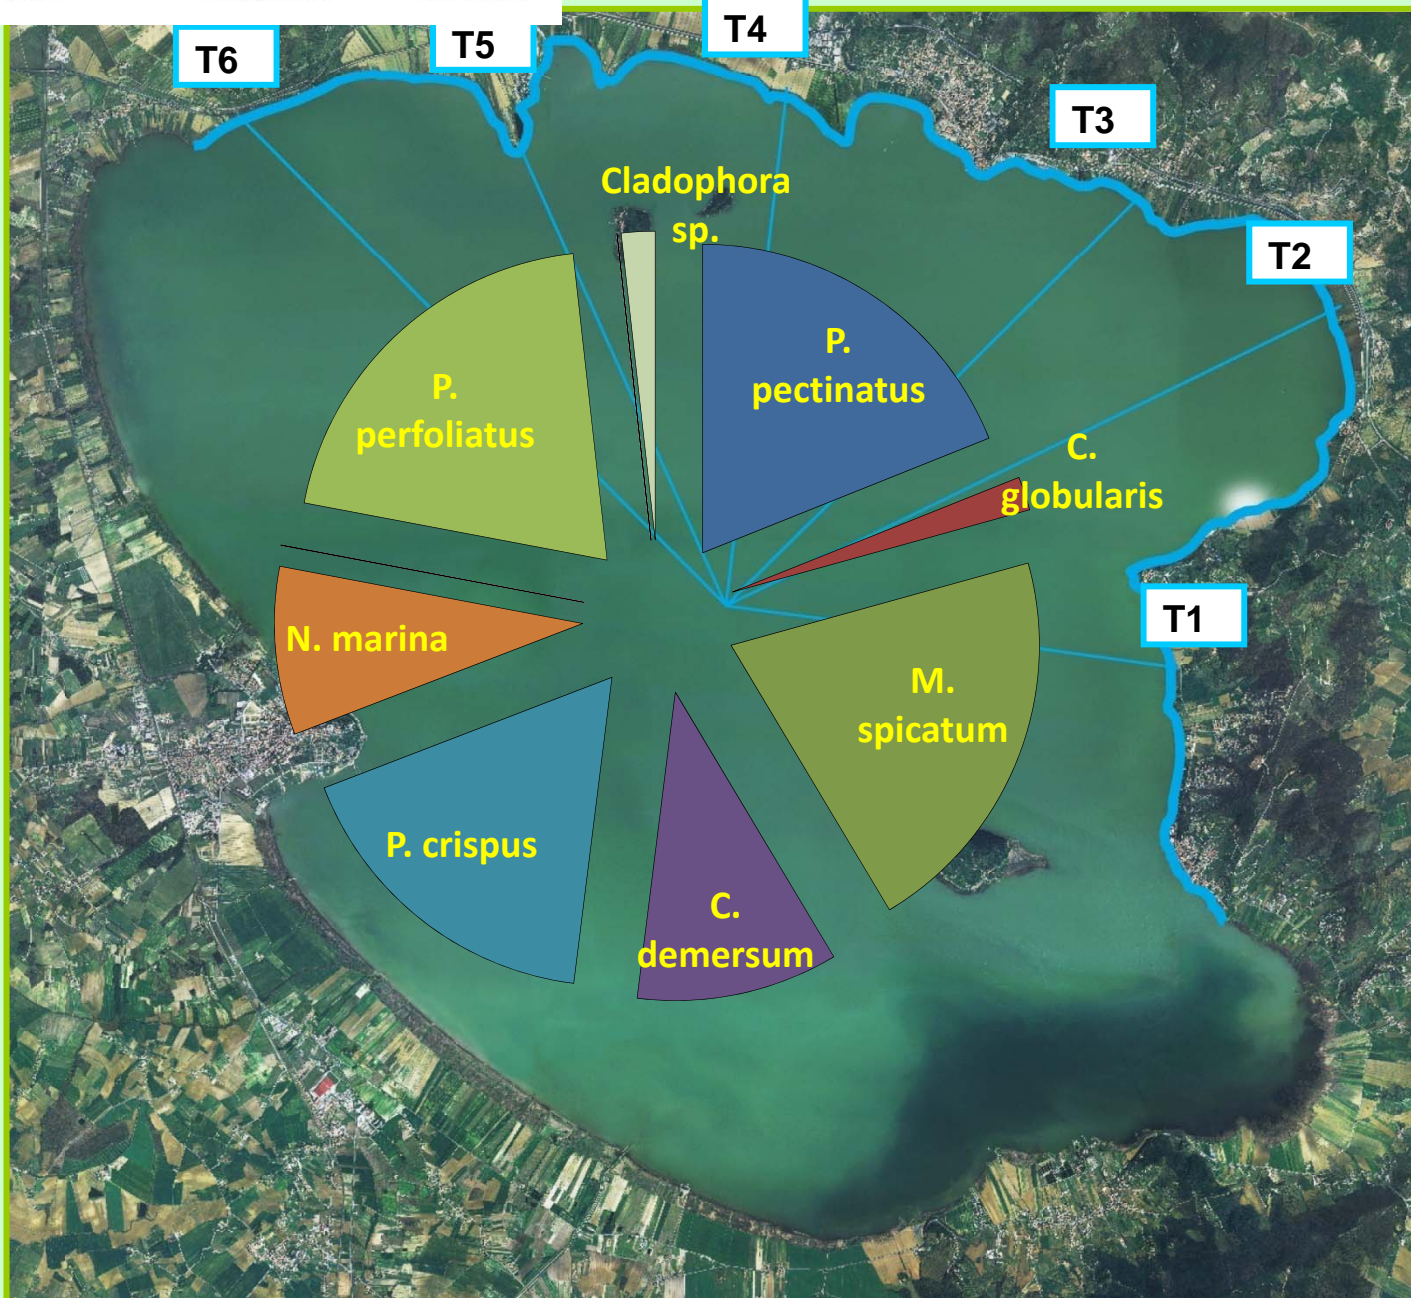 T4
T5
T6
T3
Cladophora
sp.
T2
P.
pectinatus
P.
perfoliatus
C.
globularis
T1
N. marina
M.
spicatum
P. crispus
C.
demersum